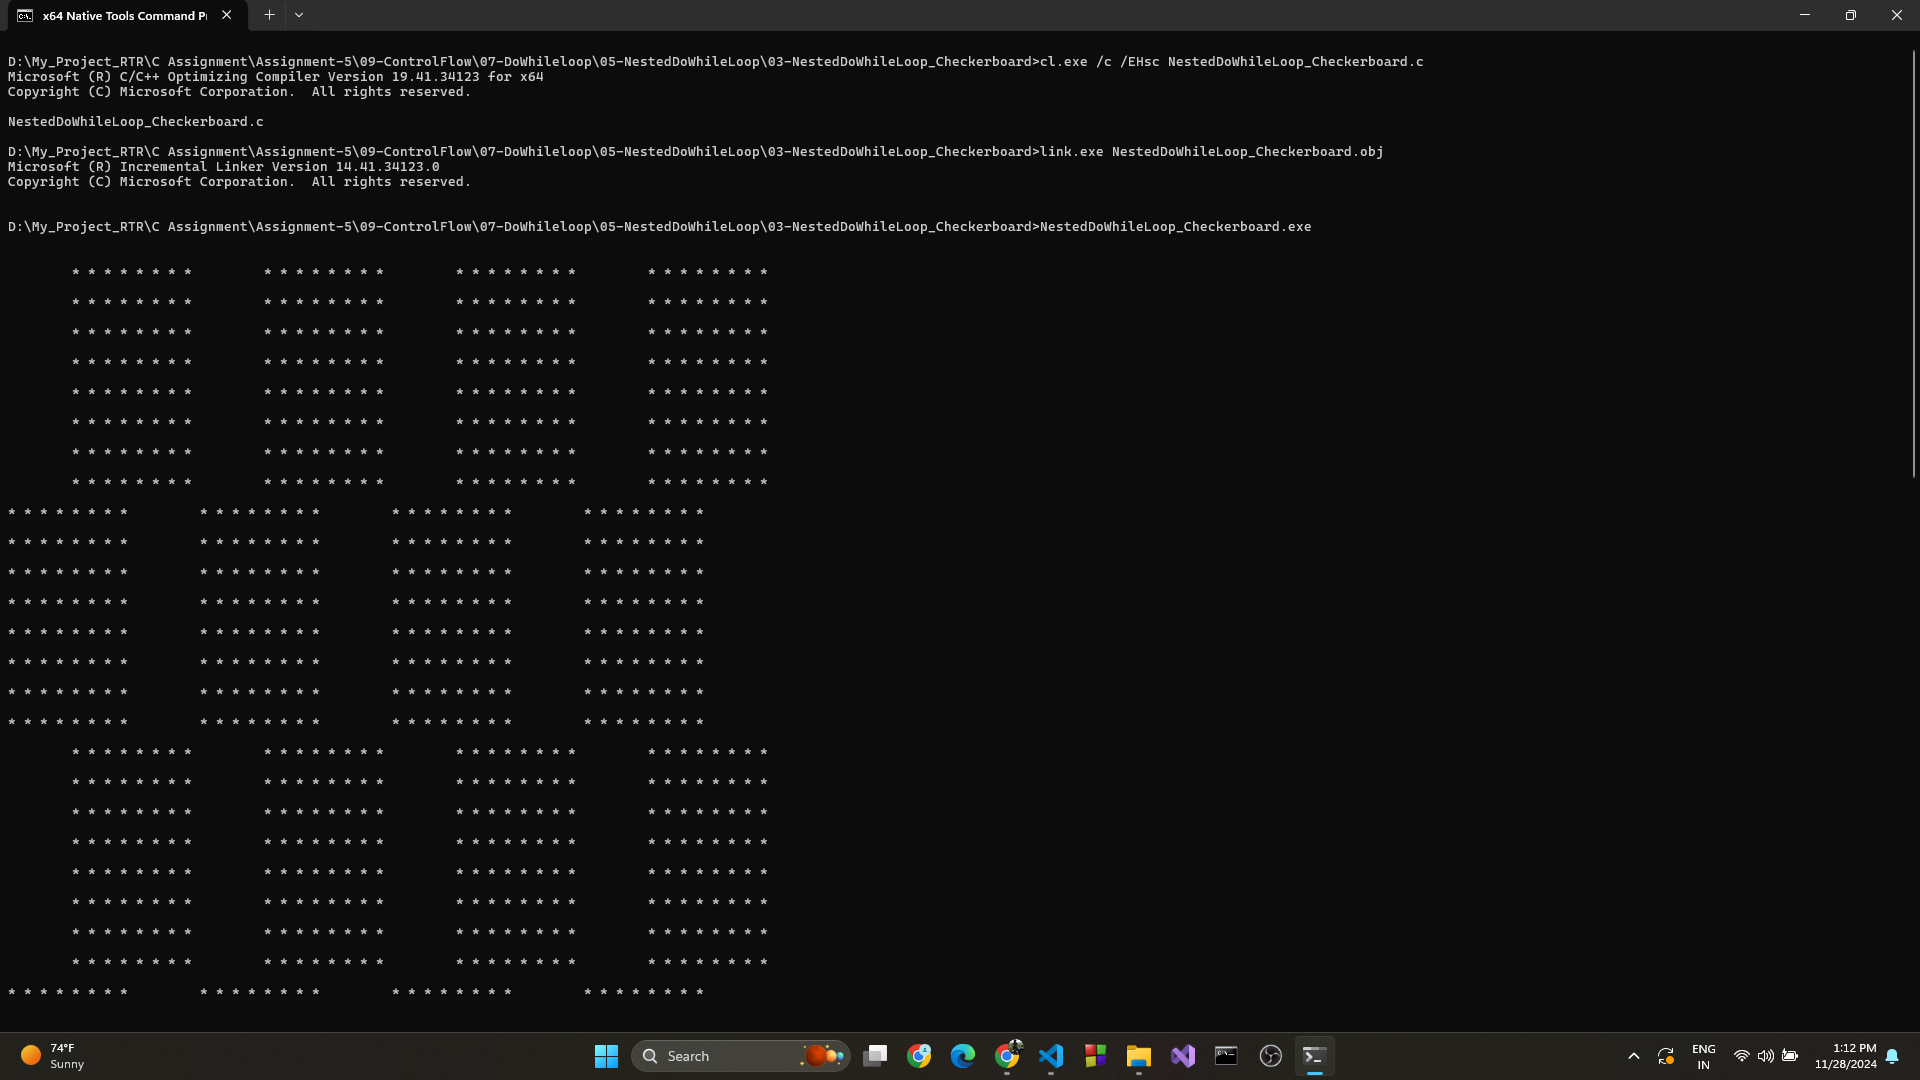 x64 Native Tools Command P
D:\My_Project_RTR\C Assignment\Assignment-5\09-ControlFlow\07-DoWhileloop\05-NestedDoWhileLoop\03-NestedDoWhileLoop_Checkerboard>cl.exe /c /EHsc NestedDoWhileLoop_Checkerboard.c
Microsoft (R) C/C++ Optimizing Compiler Version 19.41.34123 for x64
Copyright (C) Microsoft Corporation.  All rights reserved.
NestedDoWhileLoop_Checkerboard.c
D:\My_Project_RTR\C Assignment\Assignment-5\09-ControlFlow\07-DoWhileloop\05-NestedDoWhileLoop\03-NestedDoWhileLoop_Checkerboard>link.exe NestedDoWhileLoop_Checkerboard.obj
Microsoft (R) Incremental Linker Version 14.41.34123.0
Copyright (C) Microsoft Corporation.  All rights reserved.
D:\My_Project_RTR\C Assignment\Assignment-5\09-ControlFlow\07-DoWhileloop\05-NestedDoWhileLoop\03-NestedDoWhileLoop_Checkerboard>NestedDoWhileLoop_Checkerboard.exe
        * * * * * * * *         * * * * * * * *         * * * * * * * *         * * * * * * * *
        * * * * * * * *         * * * * * * * *         * * * * * * * *         * * * * * * * *
        * * * * * * * *         * * * * * * * *         * * * * * * * *         * * * * * * * *
        * * * * * * * *         * * * * * * * *         * * * * * * * *         * * * * * * * *
        * * * * * * * *         * * * * * * * *         * * * * * * * *         * * * * * * * *
        * * * * * * * *         * * * * * * * *         * * * * * * * *         * * * * * * * *
        * * * * * * * *         * * * * * * * *         * * * * * * * *         * * * * * * * *
        * * * * * * * *         * * * * * * * *         * * * * * * * *         * * * * * * * *
* * * * * * * *         * * * * * * * *         * * * * * * * *         * * * * * * * *
* * * * * * * *         * * * * * * * *         * * * * * * * *         * * * * * * * *
* * * * * * * *         * * * * * * * *         * * * * * * * *         * * * * * * * *
* * * * * * * *         * * * * * * * *         * * * * * * * *         * * * * * * * *
* * * * * * * *         * * * * * * * *         * * * * * * * *         * * * * * * * *
* * * * * * * *         * * * * * * * *         * * * * * * * *         * * * * * * * *
* * * * * * * *         * * * * * * * *         * * * * * * * *         * * * * * * * *
* * * * * * * *         * * * * * * * *         * * * * * * * *         * * * * * * * *
        * * * * * * * *         * * * * * * * *         * * * * * * * *         * * * * * * * *
        * * * * * * * *         * * * * * * * *         * * * * * * * *         * * * * * * * *
        * * * * * * * *         * * * * * * * *         * * * * * * * *         * * * * * * * *
        * * * * * * * *         * * * * * * * *         * * * * * * * *         * * * * * * * *
        * * * * * * * *         * * * * * * * *         * * * * * * * *         * * * * * * * *
        * * * * * * * *         * * * * * * * *         * * * * * * * *         * * * * * * * *
        * * * * * * * *         * * * * * * * *         * * * * * * * *         * * * * * * * *
        * * * * * * * *         * * * * * * * *         * * * * * * * *         * * * * * * * *
* * * * * * * *         * * * * * * * *         * * * * * * * *         * * * * * * * *
74°F
Sunny
Search
ENG
IN
1:12 PM
11/28/2024